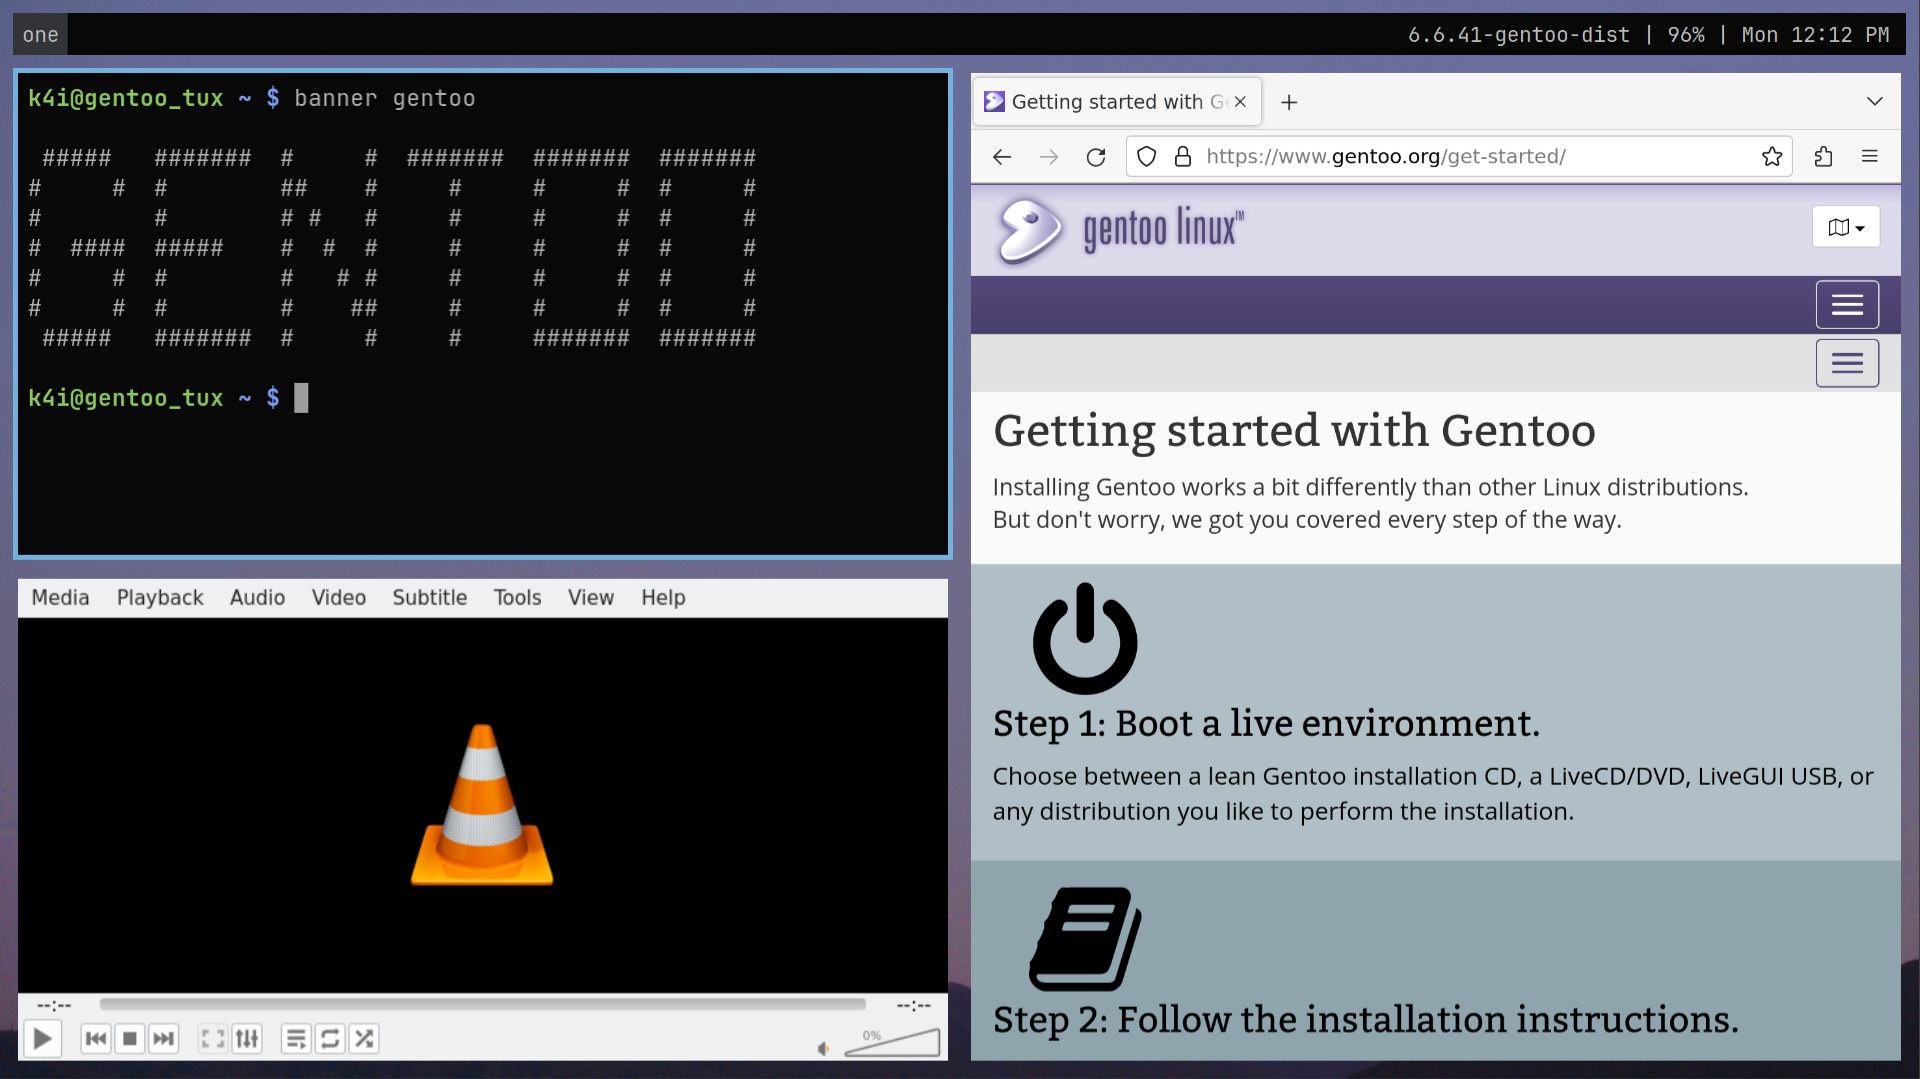 one
6.6.41-gentoo-dist | 96% | Mon 12:12 PM
k4i@gentoo_tux ~ $ banner gentoo
 #####   #######  #     #  #######  #######  #######
#     #  #        ##    #     #     #     #  #     #
#        #        # #   #     #     #     #  #     #
#  ####  #####    #  #  #     #     #     #  #     #
#     #  #        #   # #     #     #     #  #     #
#     #  #        #    ##     #     #     #  #     #
 #####   #######  #     #     #     #######  #######
k4i@gentoo_tux ~ $
Media Playback Audio Video Subtitle Tools View Help
--:-- --:--
0%
Getting started with Ge
https://www.gentoo.org/get-started/
gentoo linux™
Getting started with Gentoo
Installing Gentoo works a bit differently than other Linux distributions.
But don't worry, we got you covered every step of the way.
Step 1: Boot a live environment.
Choose between a lean Gentoo installation CD, a LiveCD/DVD, LiveGUI USB, or
any distribution you like to perform the installation.
Step 2: Follow the installation instructions.